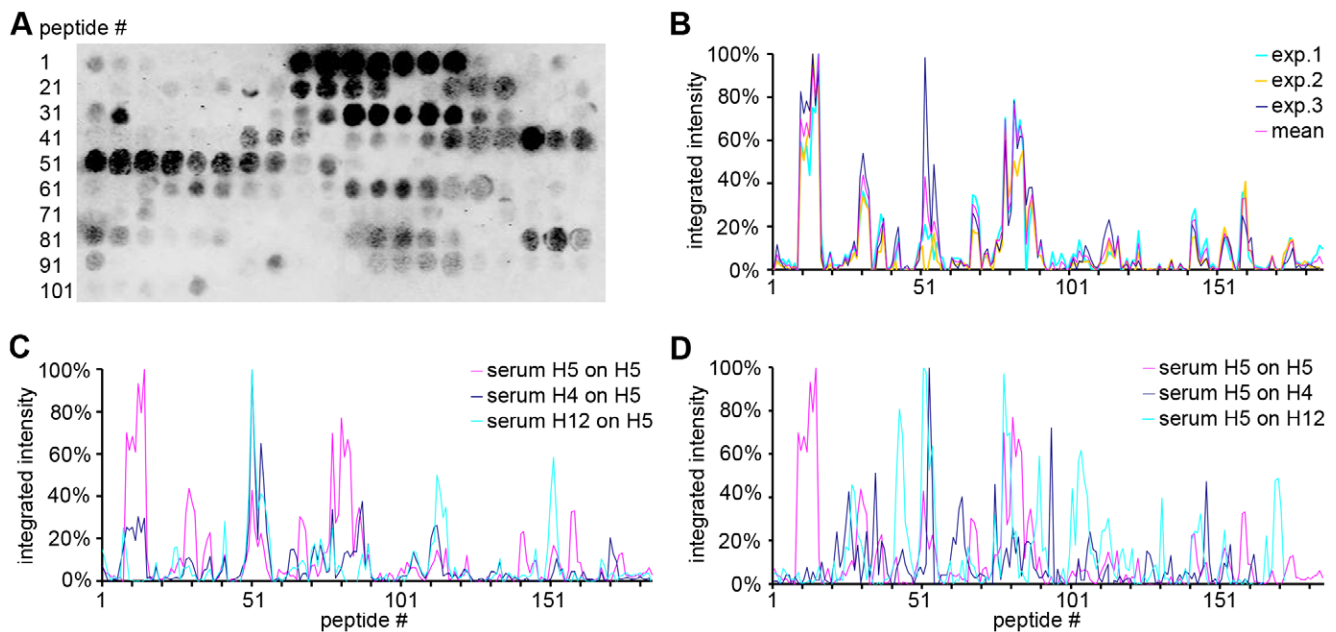 A peptide #
1
21
31
41
51
61
71
81
91
101
B
100%
80%
60%
40%
20%
0%
integrated intensity
exp.1
exp.2
exp.3
mean
1 51 101 151
C
100%
80%
60%
40%
20%
0%
integrated intensity
serum H5 on H5
serum H4 on H5
serum H12 on H5
1 51 101 151
peptide #
D
100%
80%
60%
40%
20%
0%
integrated intensity
serum H5 on H5
serum H5 on H4
serum H5 on H12
1 51 101 151
peptide #